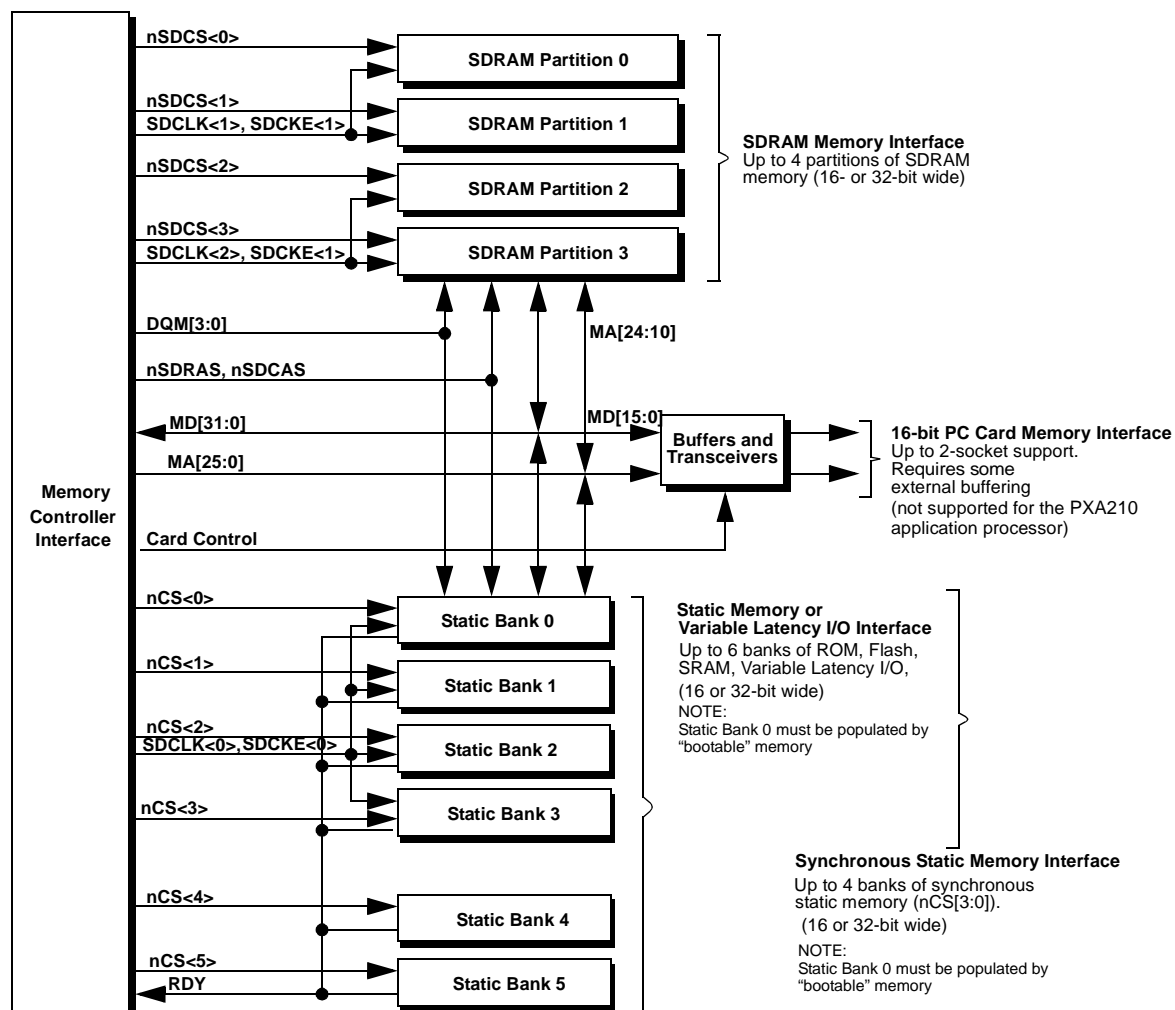 nSDCS<0>
SDRAM Partition 0
nSDCS<1>
SDCLK<1>, SDCKE<1>
SDRAM Partition 1
nSDCS<2>
SDRAM Partition 2
nSDCS<3>
SDCLK<2>, SDCKE<1>
SDRAM Partition 3
SDRAM Memory Interface
Up to 4 partitions of SDRAM
memory (16- or 32-bit wide)
DQM[3:0]
MA[24:10]
nSDRAS, nSDCAS
MD[31:0]
MD[15:0]
MA[25:0]
Buffers and
Transceivers
16-bit PC Card Memory Interface
Up to 2-socket support.
Requires some
external buffering
(not supported for the PXA210
application processor)
Memory
Controller
Interface
Card Control
nCS<0>
Static Bank 0
nCS<1>
Static Bank 1
nCS<2>
SDCLK<0>,SDCKE<0>
Static Bank 2
nCS<3>
Static Bank 3
nCS<4>
Static Bank 4
nCS<5>
RDY
Static Bank 5
Static Memory or
Variable Latency I/O Interface
Up to 6 banks of ROM, Flash,
SRAM, Variable Latency I/O,
(16 or 32-bit wide)
NOTE:
Static Bank 0 must be populated by
“bootable” memory
Synchronous Static Memory Interface
Up to 4 banks of synchronous
static memory (nCS[3:0]).
(16 or 32-bit wide)
NOTE:
Static Bank 0 must be populated by
“bootable” memory